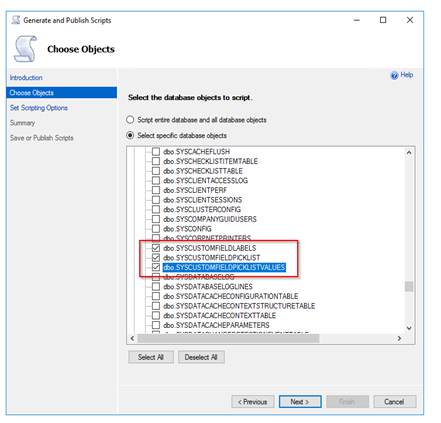 Generate and Publish Scripts
Choose Objects
Help
Introduction
Choose Objects
Set Scripting Options
Summary
Save or Publish Scripts
Select the database objects to script.
Script entire database and all database objects
Select specific database objects
dbo.SYSCACHEFLUSH
dbo.SYSCHECKLISTITEMTABLE
dbo.SYSCHECKLISTTABLE
dbo.SYSCLIENTACCESSLOG
dbo.SYSCLIENTPERF
dbo.SYSCLIENTSESSIONS
dbo.SYSCLUSTERCONFIG
dbo.SYSCOMPANYGUIDUSERS
dbo.SYSCONFIG
dbo.SYSCORPNETPRINTERS
dbo.SYSCUSTOMFIELDLABELS
dbo.SYSCUSTOMFIELDPICKLIST
dbo.SYSCUSTOMFIELDPICKLISTVALUES
dbo.SYSDATABASELOG
dbo.SYSDATABASELOGLINES
dbo.SYSDATACACHECONFIGURATIONTABLE
dbo.SYSDATACACHECONTEXTSTRUCTURETABLE
dbo.SYSDATACACHECONTEXTTABLE
dbo.SYSDATACACHEPARAMETERS
Select All
Deselect All
< Previous
Next >
Finish
Cancel